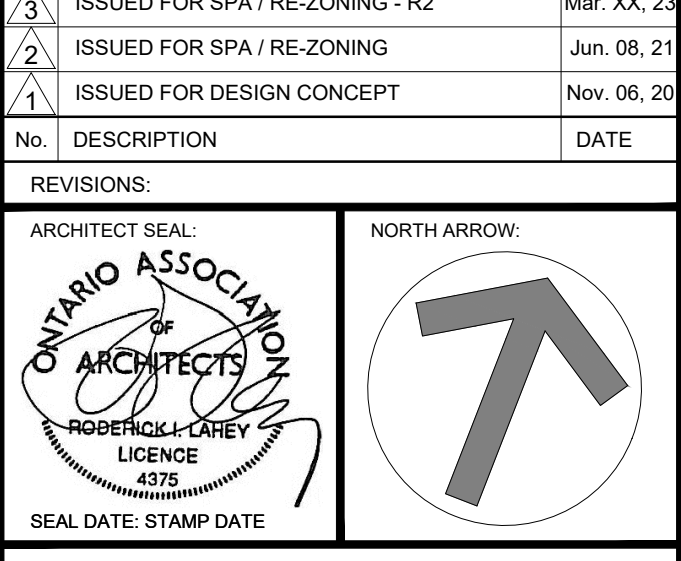 3 ISSUED FOR SPA / RE-ZONING - R2 Mar. XX, 23
2 ISSUED FOR SPA / RE-ZONING Jun. 08, 21
1 ISSUED FOR DESIGN CONCEPT Nov. 06, 20
No. DESCRIPTION DATE
REVISIONS:
ARCHITECT SEAL:
ONTARIO ASSOCIATION
OF
ARCHITECTS
RODERICK I. LAHEY
LICENCE
4375
SEAL DATE: STAMP DATE
NORTH ARROW: